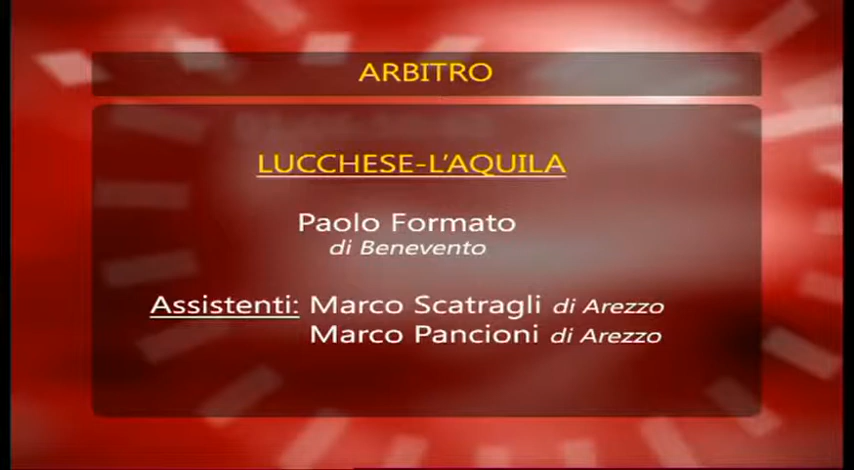 ARBITRO
LUCCHESE-L'AQUILA
Paolo Formato
di Benevento
Assistenti: Marco Scatragli di Arezzo
Marco Pancioni di Arezzo